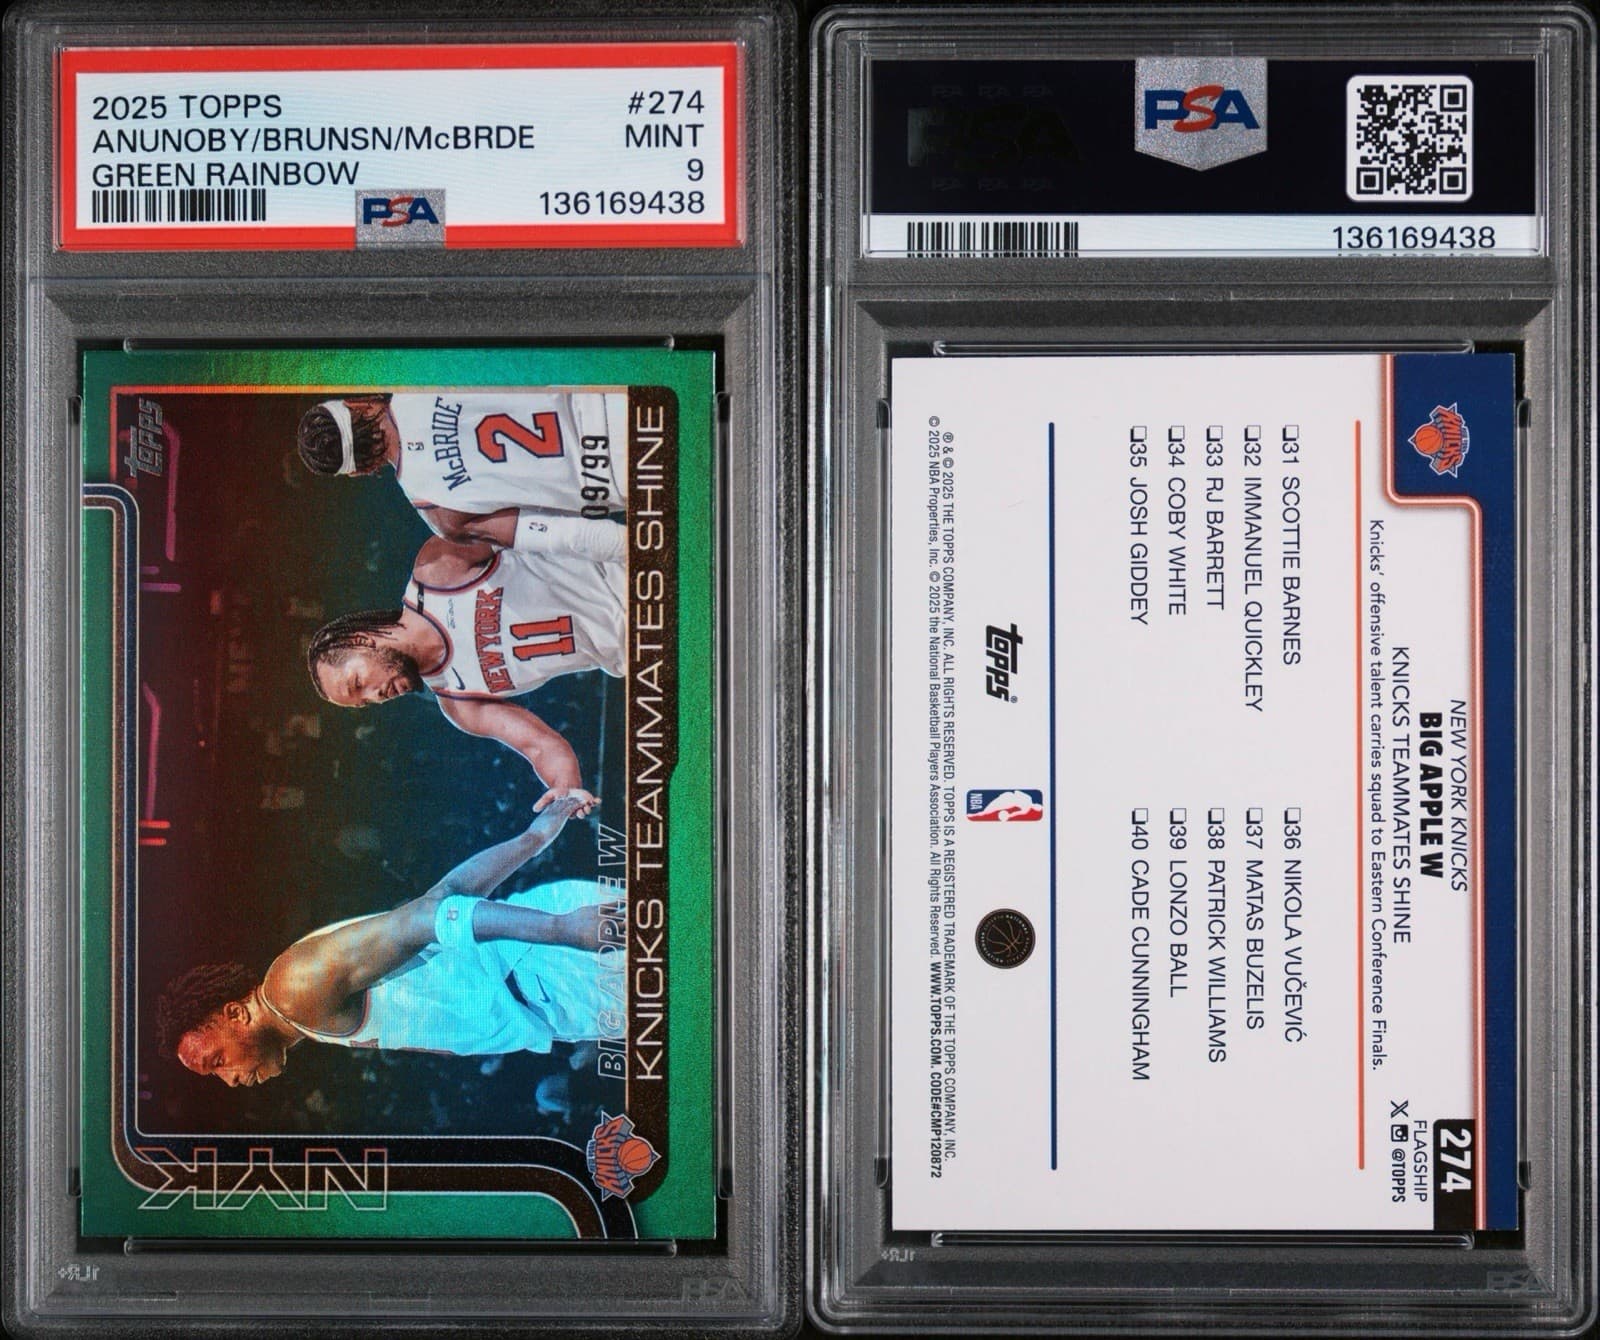 2025 TOPPS #274
ANUNOBY/BRUNSN/McBRDE MINT
GREEN RAINBOW 9
PSA 136169438
topps
McBRIDE
2
09/99
NEW YORK
11
BIG APPLE W
KNICKS TEAMMATES SHINE
KNICKS
NYK
PSA
PSA
136169438
KNICKS
NEW YORK KNICKS
BIG APPLE W
KNICKS TEAMMATES SHINE
Knicks' offensive talent carries squad to Eastern Conference Finals.
274
FLAGSHIP
X @TOPPS
❑31 SCOTTIE BARNES
❑32 IMMANUEL QUICKLEY
❑33 RJ BARRETT
❑34 COBY WHITE
❑35 JOSH GIDDEY
❑36 NIKOLA VUČEVIĆ
❑37 MATAS BUZELIS
❑38 PATRICK WILLIAMS
❑39 LONZO BALL
❑40 CADE CUNNINGHAM
topps®
NBA
® & © 2025 THE TOPPS COMPANY, INC. ALL RIGHTS RESERVED. TOPPS IS A REGISTERED TRADEMARK OF THE TOPPS COMPANY, INC.
© 2025 NBA Properties, Inc. © 2025 the National Basketball Players Association. All Rights Reserved. WWW.TOPPS.COM. CODE#CMP120872
PSA